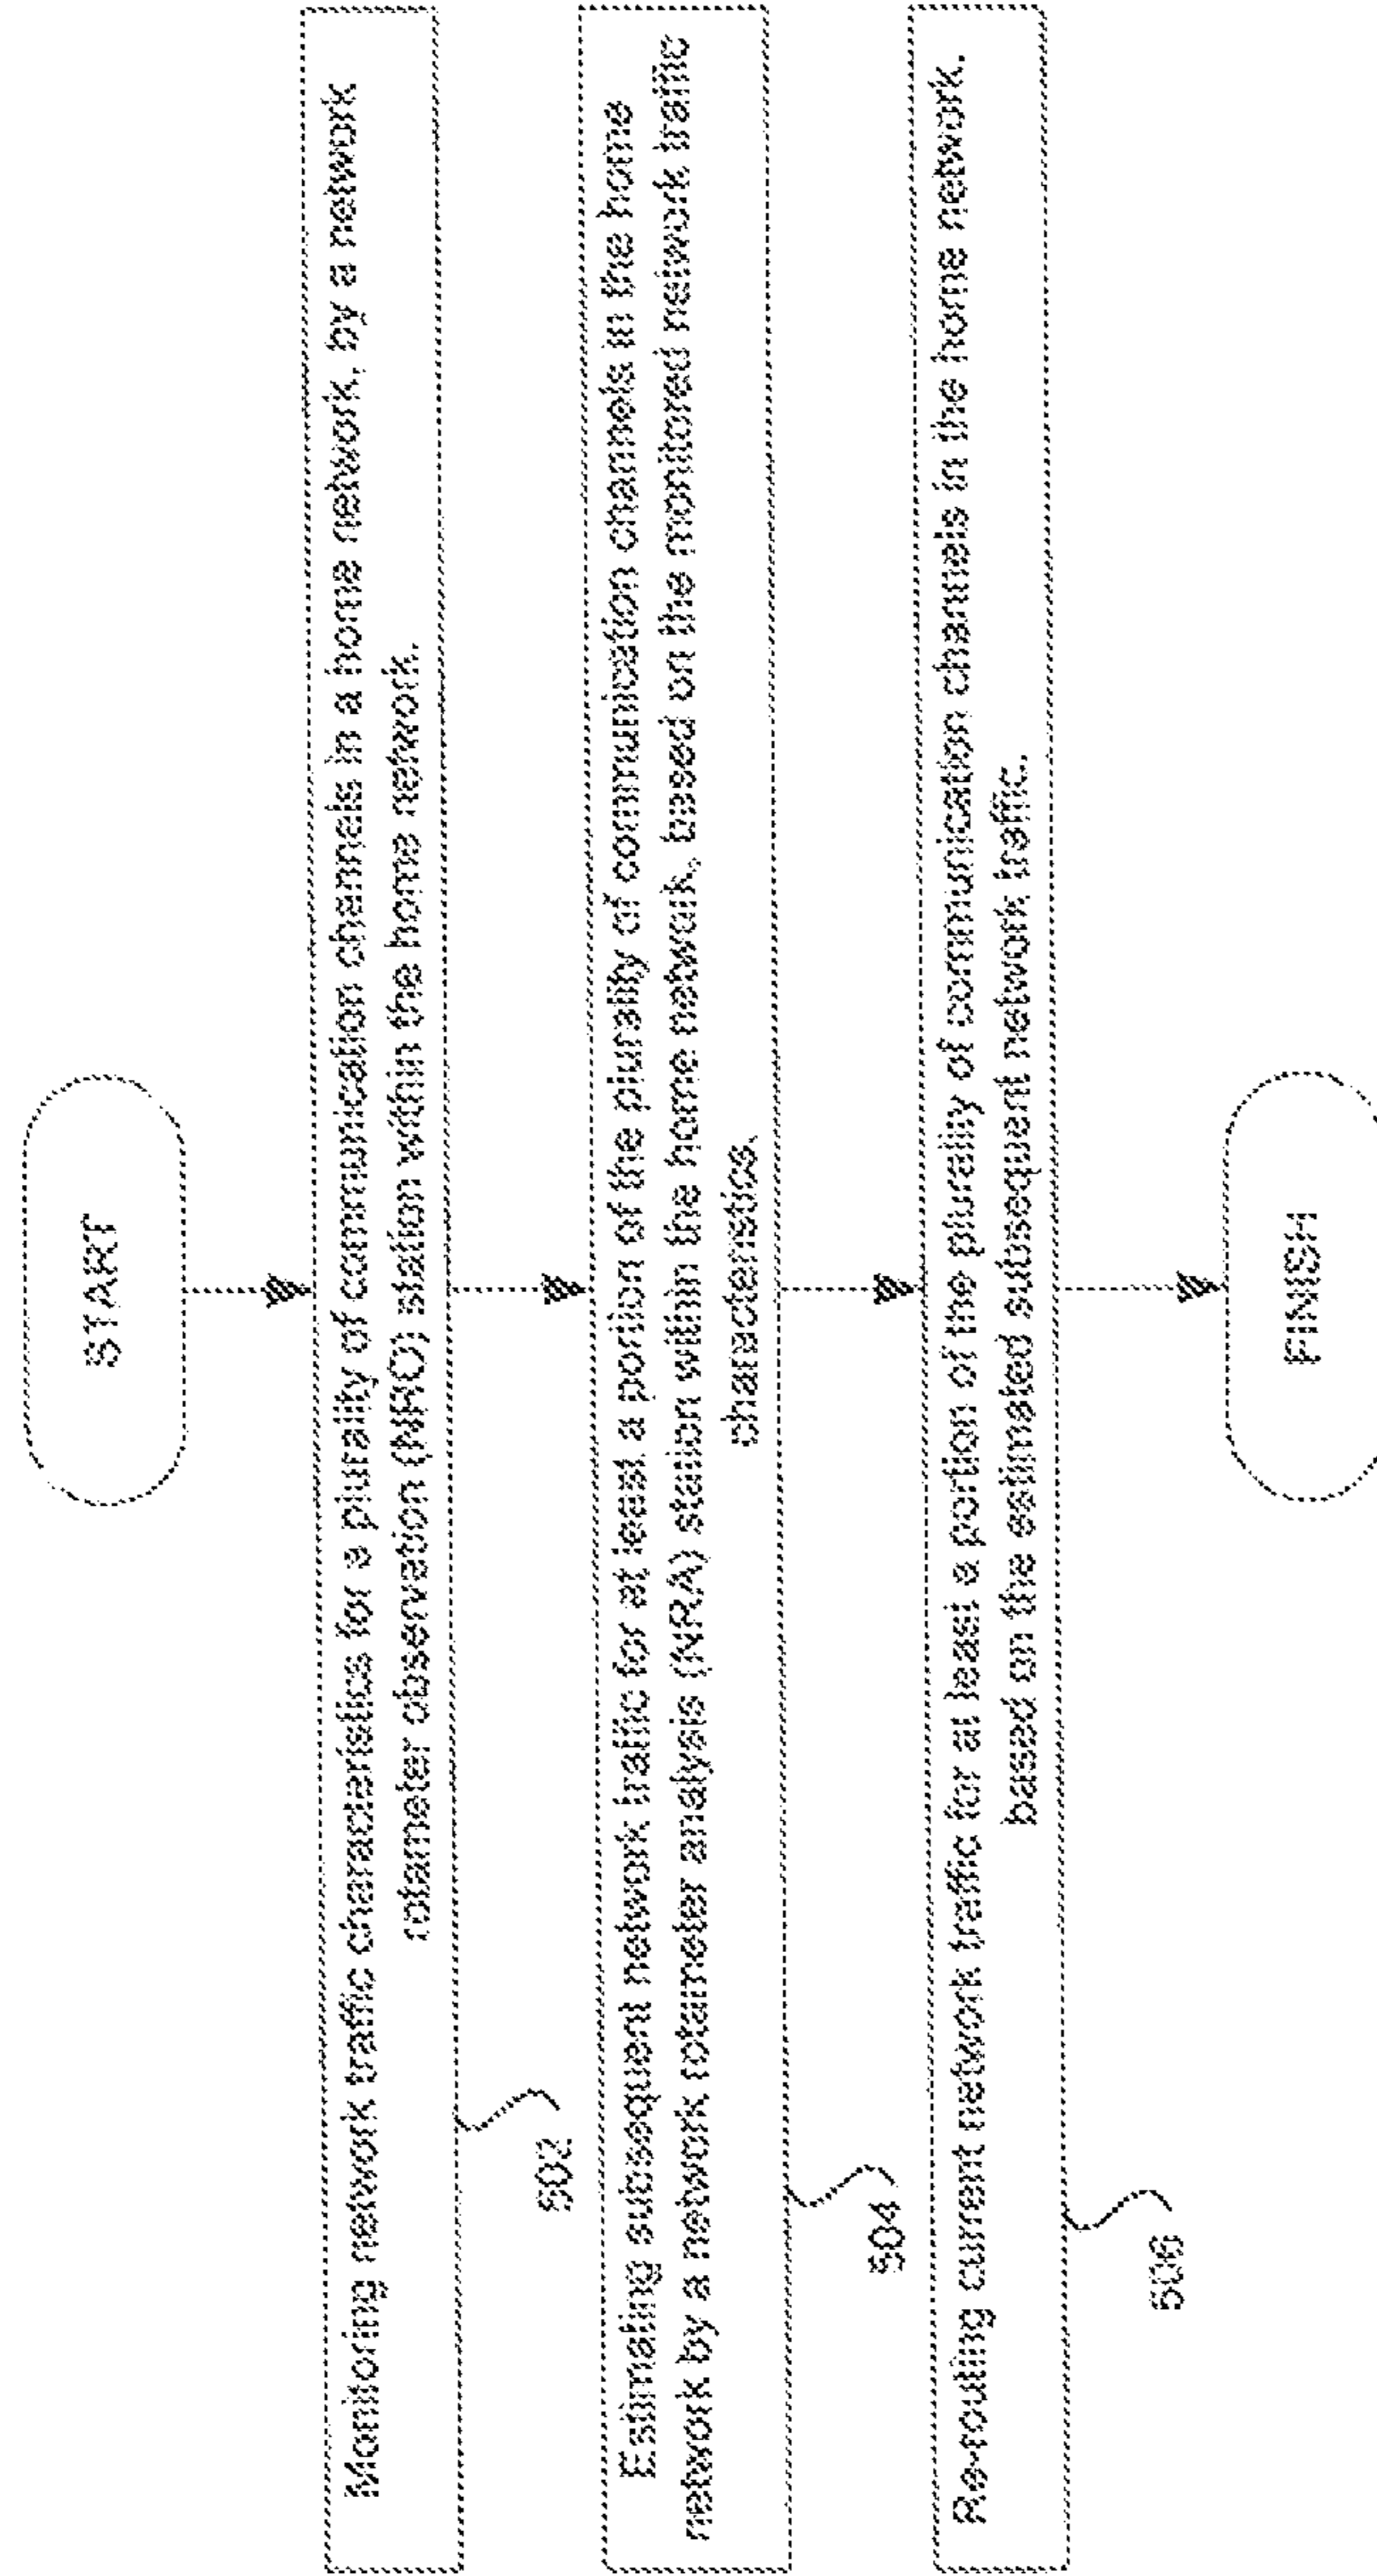 START
Monitoring network traffic characteristics for a plurality of communication channels in a home network, by a network
rotameter observation (NRO) station within the home network.
502
Estimating subsequent network traffic for at least a portion of the plurality of communication channels in the home
network by a network rotameter analysis (NRA) station within the home network, based on the monitored network traffic
characteristics.
504
Re-routing current network traffic for at least a portion of the plurality of communication channels in the home network,
based on the estimated subsequent network traffic.
506
FINISH